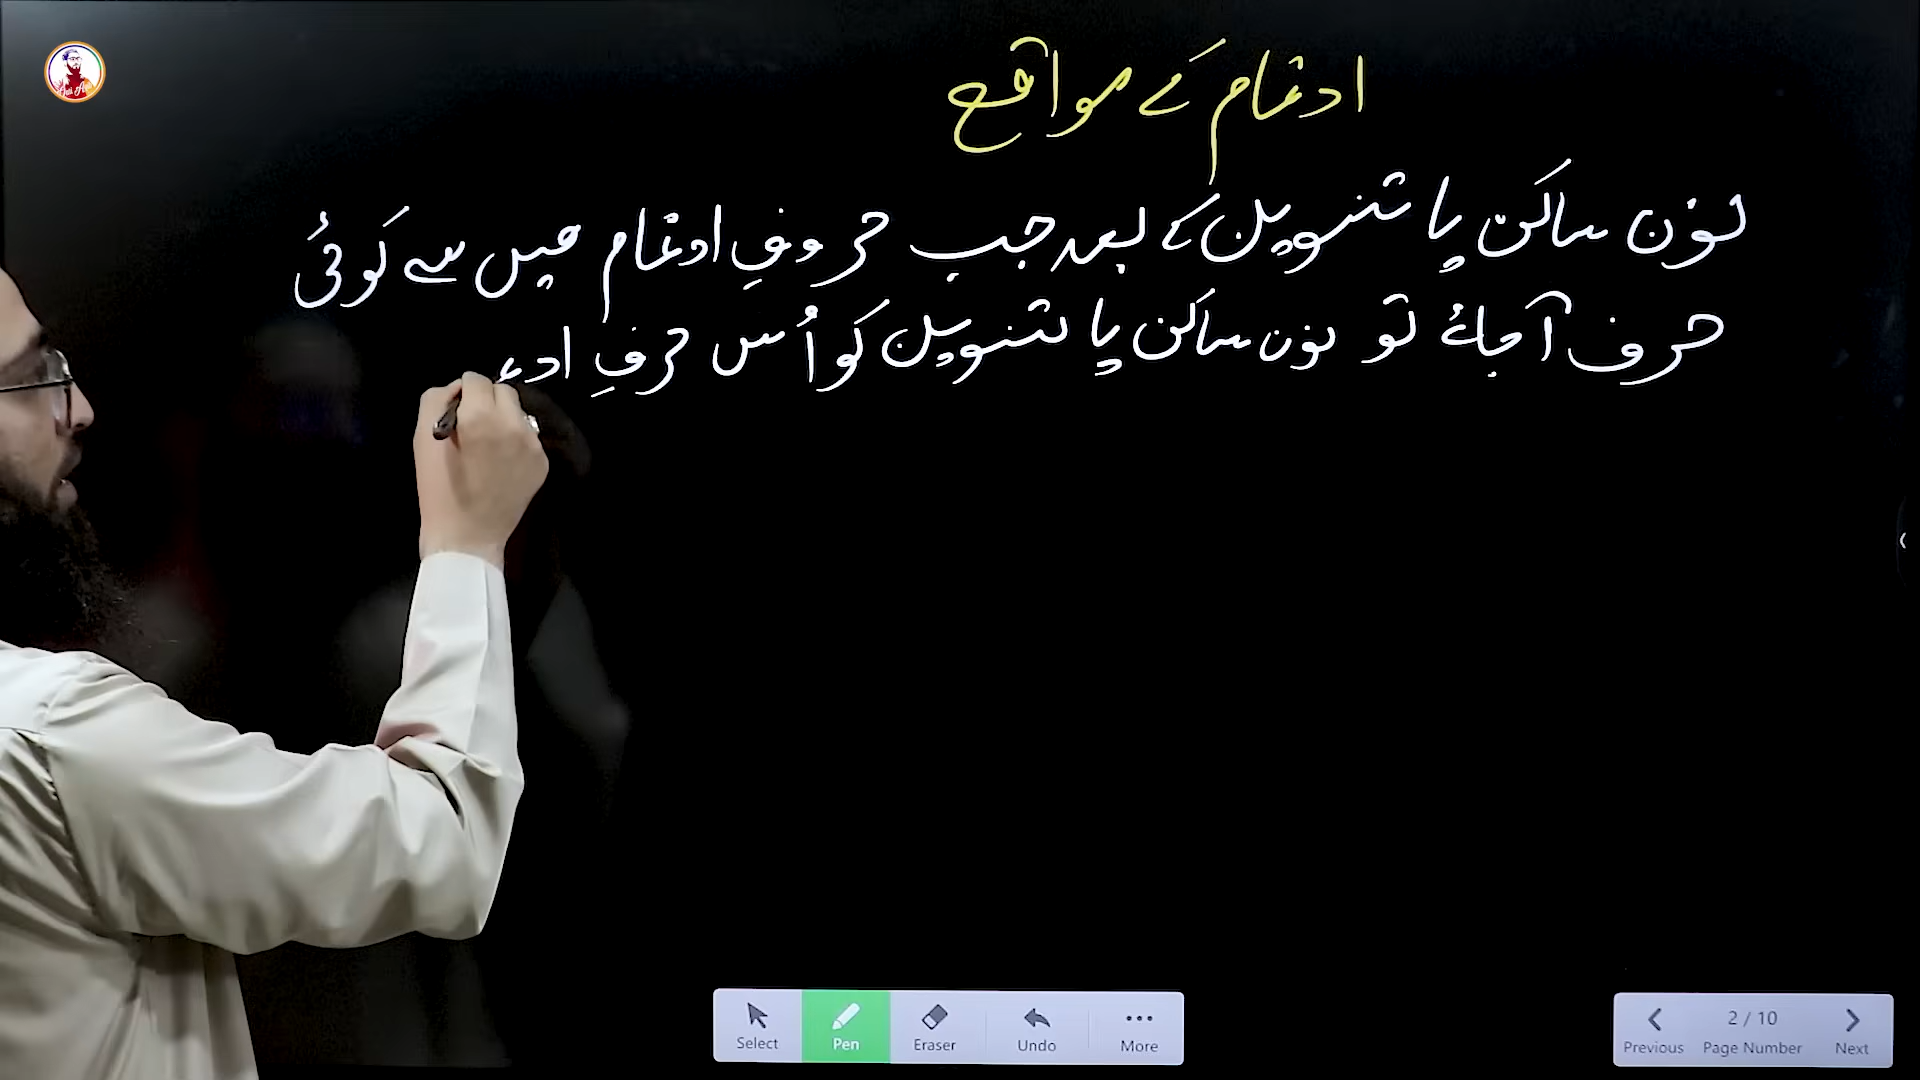 ادغام کے مواقع
نون ساکن یا تنوین کے بعد جب حروفِ ادغام میں سے کوئی
حرف آجائے تو نون ساکن یا تنوین کو اُس حرفِ
Select
Pen
Eraser
Undo
More
2 / 10
Previous
Page Number
Next